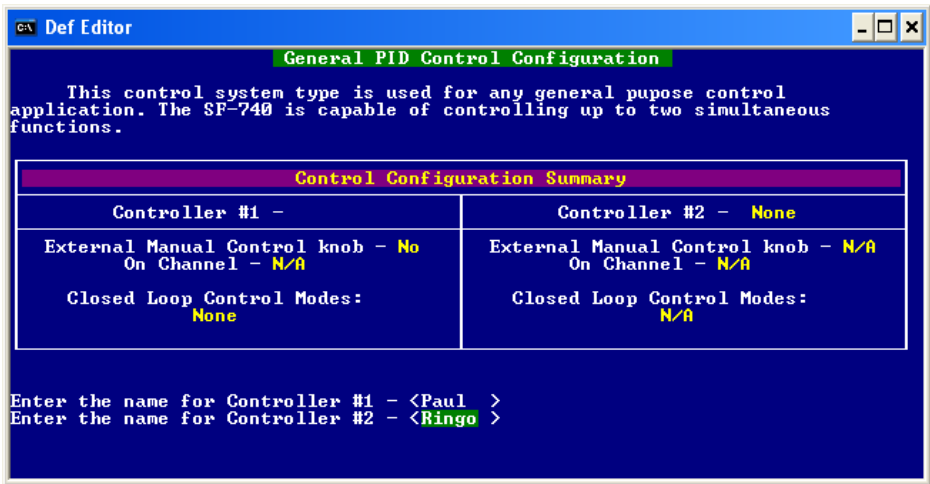 Def Editor
General PID Control Configuration
This control system type is used for any general pupose control
application. The SF-740 is capable of controlling up to two simultaneous
functions.
Control Configuration Summary
Controller #1 -
Controller #2 - None
External Manual Control knob - No
On Channel - N/A
Closed Loop Control Modes:
None
External Manual Control knob - N/A
On Channel - N/A
Closed Loop Control Modes:
N/A
Enter the name for Controller #1 - <Paul >
Enter the name for Controller #2 - <Ringo >